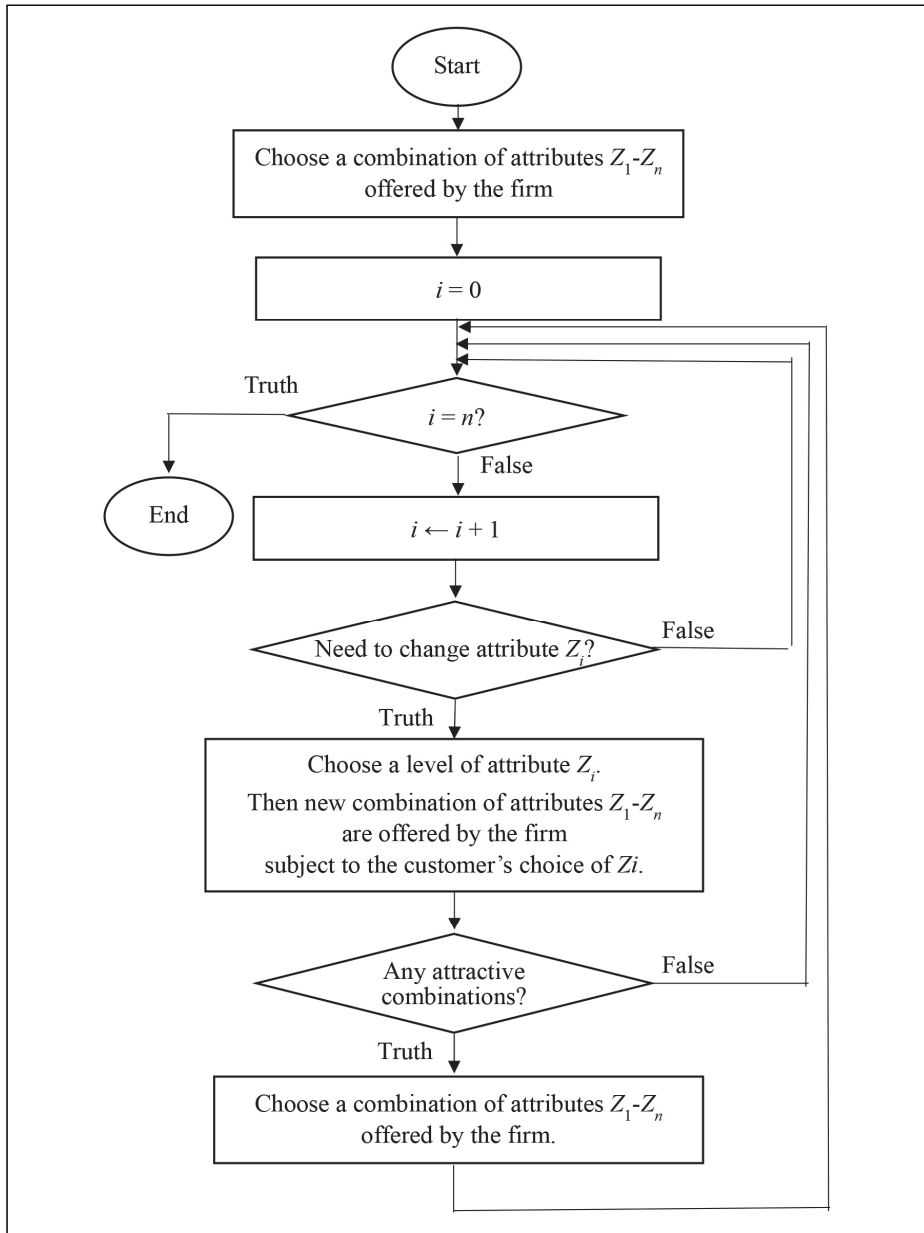 Start
Choose a combination of attributes Z₁-Zₙ
offered by the firm
i = 0
Truth
i = n?
False
End
i ← i + 1
Need to change attribute Zᵢ?
False
Truth
Choose a level of attribute Zᵢ.
Then new combination of attributes Z₁-Zₙ
are offered by the firm
subject to the customer’s choice of Zi.
Any attractive
combinations?
False
Truth
Choose a combination of attributes Z₁-Zₙ
offered by the firm.